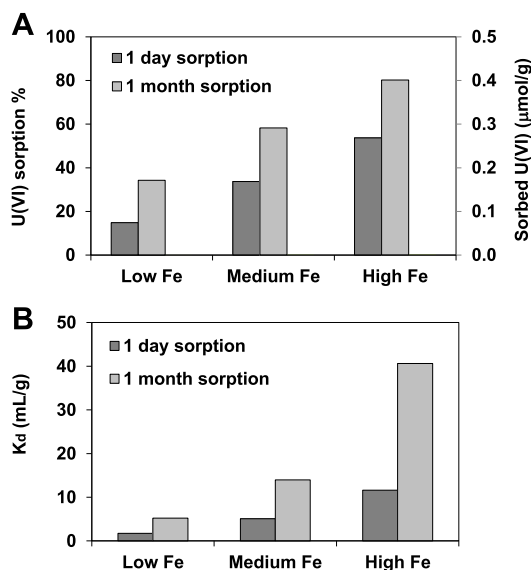 A
100
80
60
40
20
0
U(VI) sorption %
1 day sorption
1 month sorption
0.5
0.4
0.3
0.2
0.1
0.0
Sorbed U(VI) (μmol/g)
Low Fe Medium Fe High Fe
B
50
40
30
20
10
0
Kd (mL/g)
1 day sorption
1 month sorption
Low Fe Medium Fe High Fe